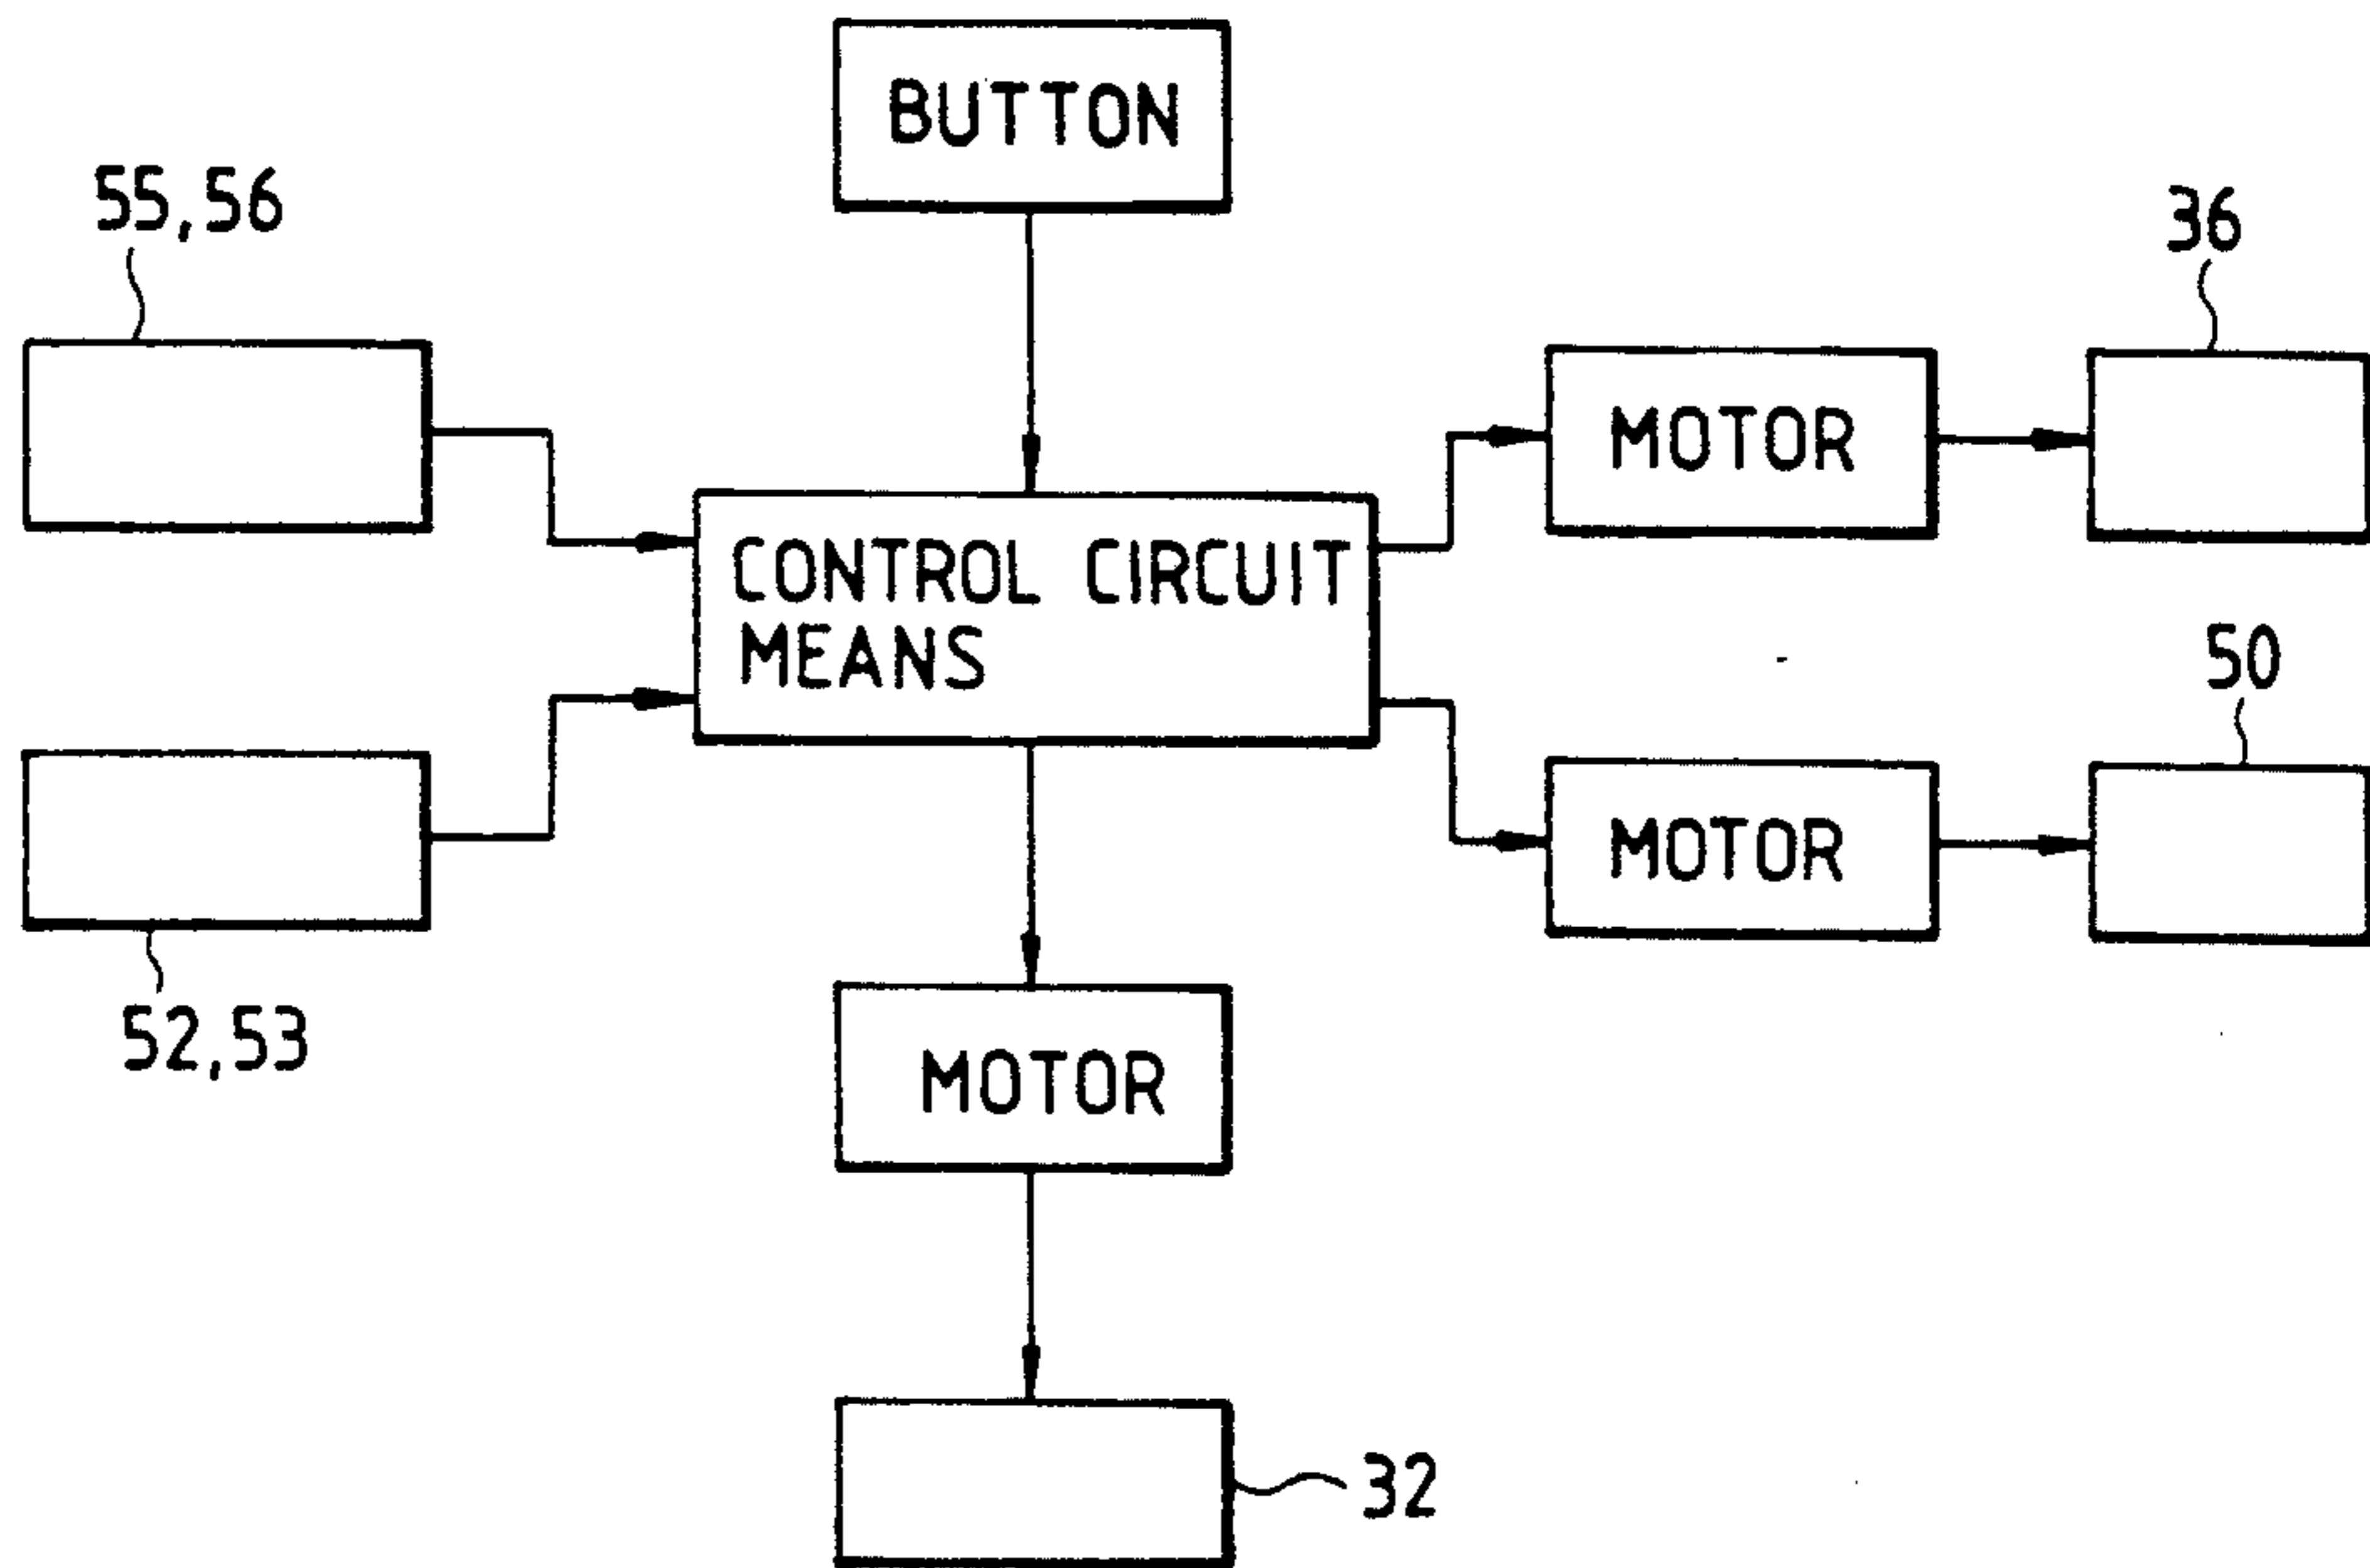 BUTTON
55,56
36
MOTOR
CONTROL CIRCUIT
MEANS
50
MOTOR
52,53
MOTOR
32